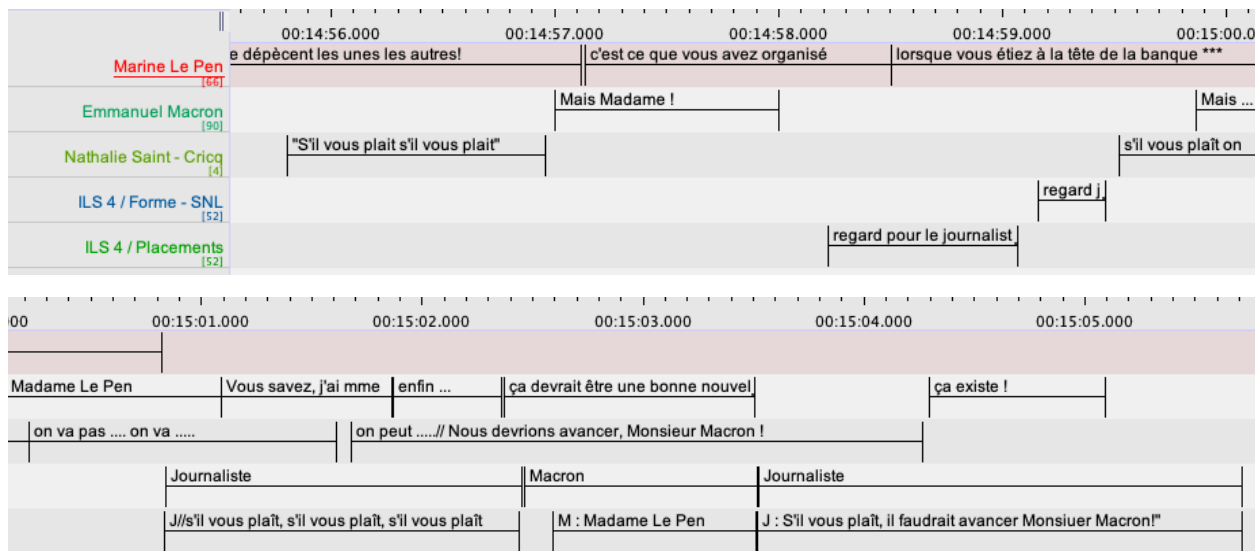 00:14:56.000 00:14:57.000 00:14:58.000 00:14:59.000 00:15:00.0
Marine Le Pen e dépècent les unes les autres! c'est ce que vous avez organisé lorsque vous étiez à la tête de la banque ***
[66]
Emmanuel Macron Mais Madame ! Mais ...
[90]
Nathalie Saint - Cricq "S'il vous plait s'il vous plait" s'il vous plaît on
[4]
ILS 4 / Forme - SNL regard j
[52]
ILS 4 / Placements regard pour le journalist
[52]
00 00:15:01.000 00:15:02.000 00:15:03.000 00:15:04.000 00:15:05.000
Madame Le Pen Vous savez, j'ai mme enfin ... ça devrait être une bonne nouvel ça existe !
on va pas .... on va ..... on peut .....// Nous devrions avancer, Monsieur Macron !
Journaliste Macron Journaliste
J//s'il vous plaît, s'il vous plaît, s'il vous plaît M : Madame Le Pen J : S'il vous plaît, il faudrait avancer Monsiuer Macron!"